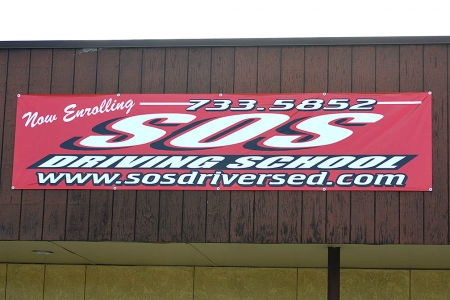 Now Enrolling 733.5852
SOS
DRIVING SCHOOL
www.sosdriversed.com